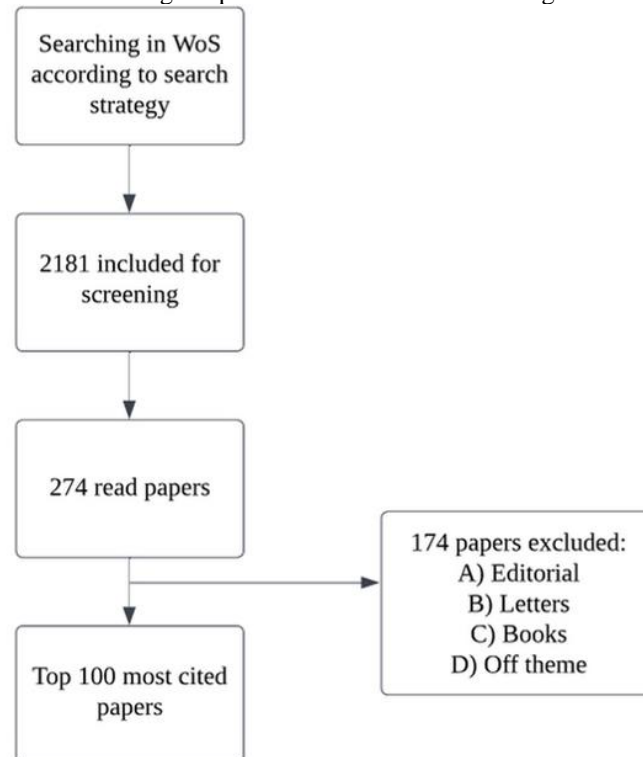 Searching in WoS
according to search
strategy
2181 included for
screening
274 read papers
174 papers excluded:
A) Editorial
B) Letters
C) Books
D) Off theme
Top 100 most cited
papers